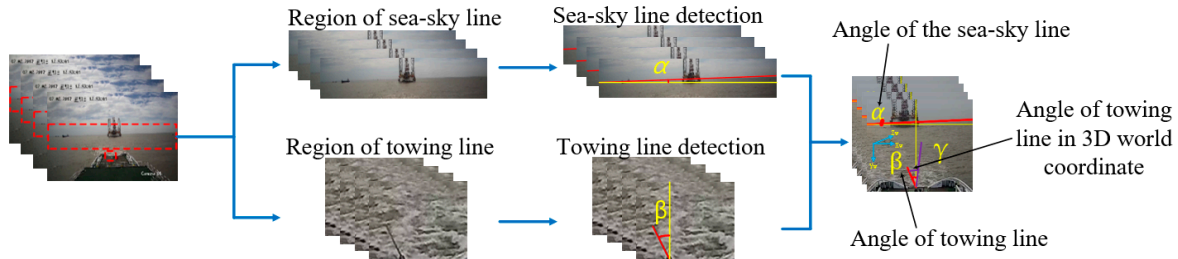 Region of sea-sky line
Sea-sky line detection
Angle of the sea-sky line
α
α
Region of towing line
Towing line detection
β
β
γ
Angle of towing
line in 3D world
coordinate
Angle of towing line